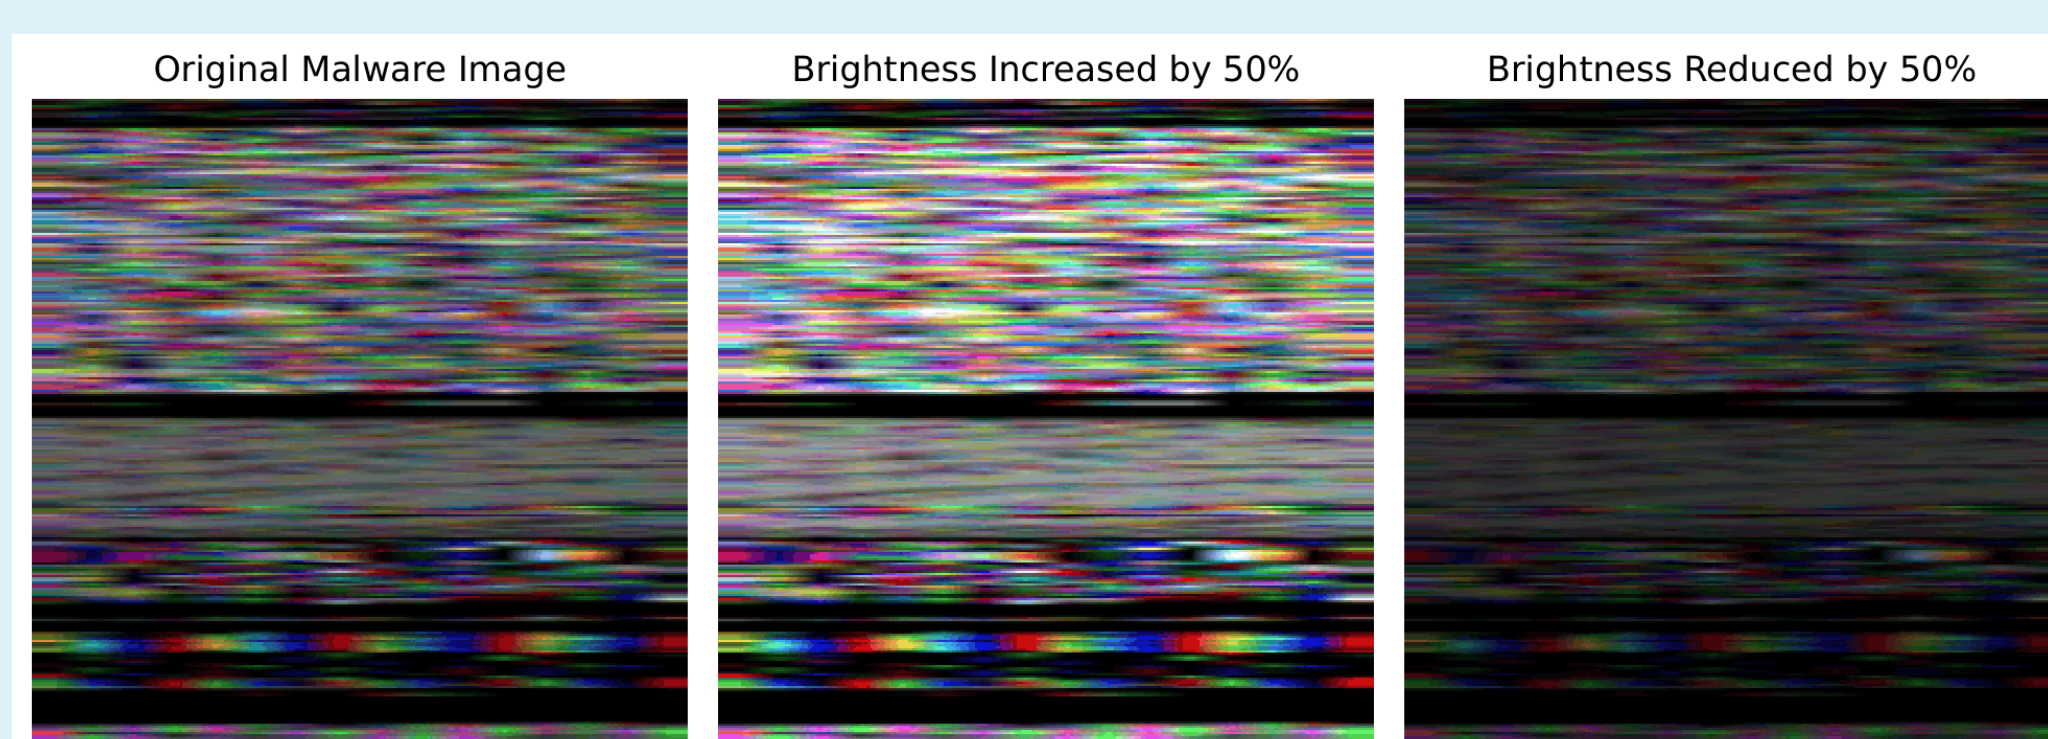 Original Malware Image
Brightness Increased by 50%
Brightness Reduced by 50%